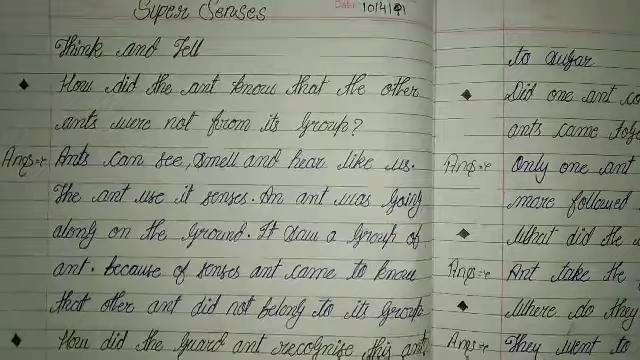 Super Senses
Date 10/4/21
Think and Tell
How did the ant know that the other
ants were not from its group?
Ans→ Ants can see, smell and hear like us.
The ant use it senses. An ant was going
along on the ground. It saw a group of
ant. because of senses ant came to know
that other ant did not belong to its group
How did the guard ant recognise this ant
to sugar
Did one ant co
ants came toge
Ans→ Only one ant
more followed
What did the
Ans→ Ant take the
Where do they
Ans→ They went to